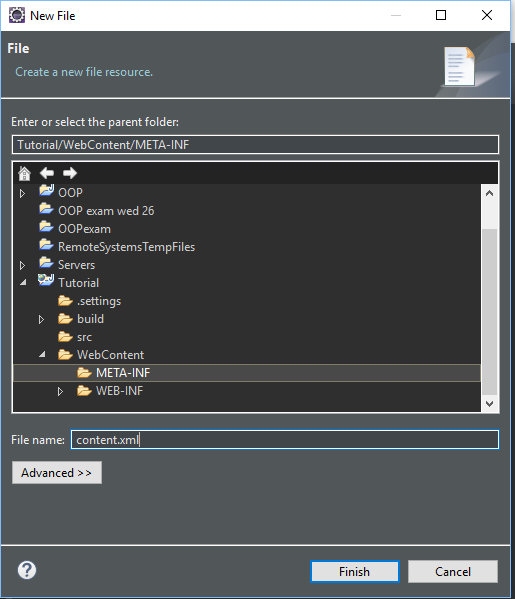 New File
File
Create a new file resource.
Enter or select the parent folder:
Tutorial/WebContent/META-INF
OOP
OOP exam wed 26
OOPexam
RemoteSystemsTempFiles
Servers
Tutorial
.settings
build
src
WebContent
META-INF
WEB-INF
File name: content.xml
Advanced >>
? Finish Cancel